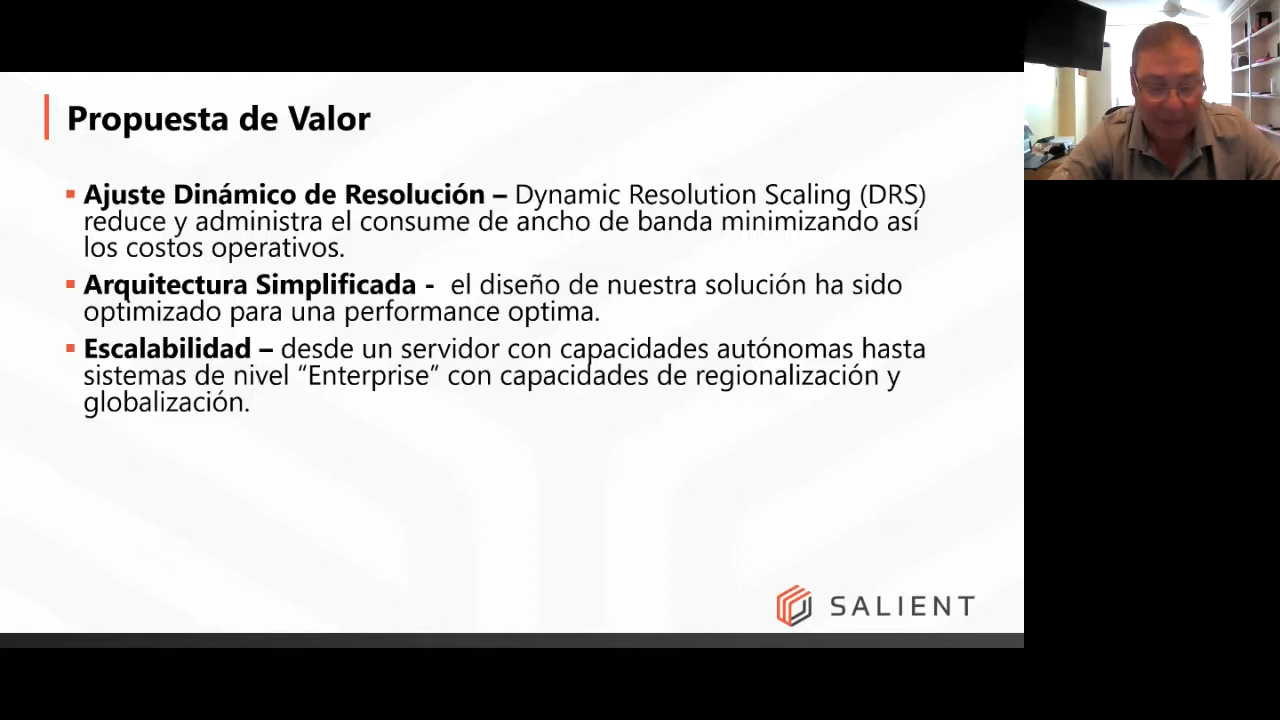 Propuesta de Valor
Ajuste Dinámico de Resolución – Dynamic Resolution Scaling (DRS)
reduce y administra el consume de ancho de banda minimizando así
los costos operativos.
Arquitectura Simplificada - el diseño de nuestra solución ha sido
optimizado para una performance optima.
Escalabilidad – desde un servidor con capacidades autónomas hasta
sistemas de nivel “Enterprise” con capacidades de regionalización y
globalización.
SALIENT